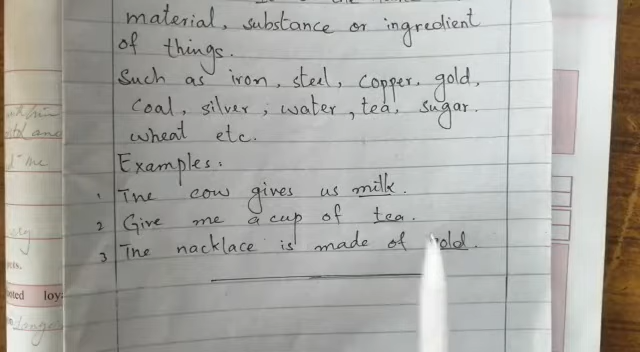 material, substance or ingredient
of things.
Such as iron, steel, copper, gold,
coal, silver, water, tea, sugar.
wheat etc.
Examples:
1 The cow gives us milk.
2 Give me a cup of tea.
3 The nacklace is made of gold.